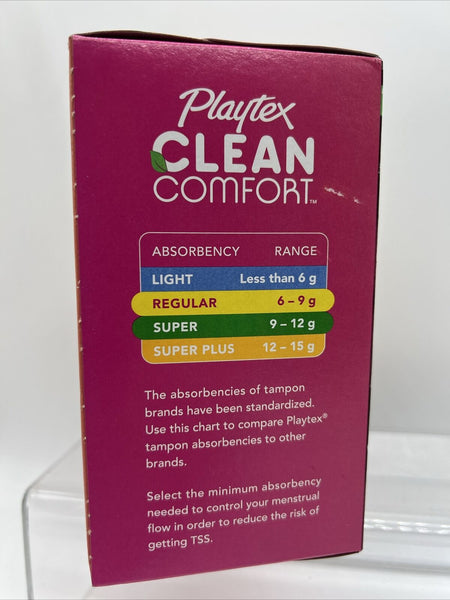 Playtex
CLEAN
COMFORT™
ABSORBENCY RANGE
LIGHT Less than 6 g
REGULAR 6 – 9 g
SUPER 9 – 12 g
SUPER PLUS 12 – 15 g
The absorbencies of tampon
brands have been standardized.
Use this chart to compare Playtex®
tampon absorbencies to other
brands.
Select the minimum absorbency
needed to control your menstrual
flow in order to reduce the risk of
getting TSS.